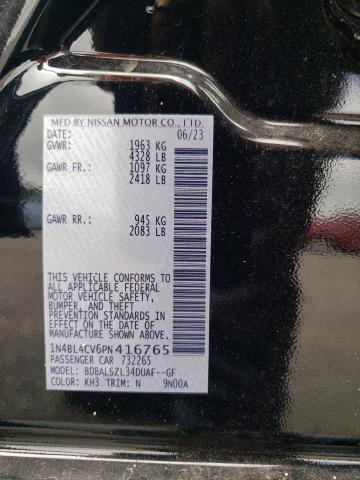 MFD BY NISSAN MOTOR CO., LTD.
DATE: 06/23
GVWR: 1963 KG
4328 LB
GAWR FR.: 1097 KG
2418 LB
GAWR RR.: 945 KG
2083 LB
THIS VEHICLE CONFORMS TO
ALL APPLICABLE FEDERAL
MOTOR VEHICLE SAFETY,
BUMPER, AND THEFT
PREVENTION STANDARDS
IN EFFECT ON THE DATE OF
MANUFACTURE SHOWN ABOVE.
1N4BL4CV6PN416765
PASSENGER CAR 732265
MODEL: BDBALSZL34DUAF--GF
COLOR: KH3 TRIM: N 9N00A